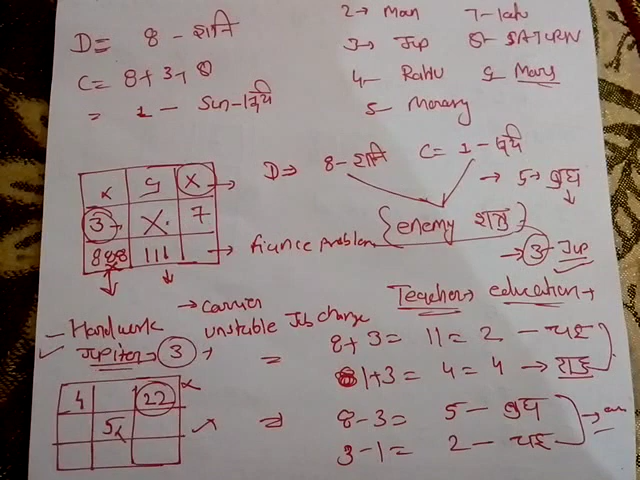 2 → Mon 7 - ketu
D = 8 - शनि
3 → Jup 8 - SATURN
C = 8 + 3 + 8
4 - Rahu 9 - Mars
= 1 - Sun - सूर्य
5 - Mercury
D ⇒ 8 - शनि C = 1 - सूर्य
x 5 x
→ 5 - बुध
3 x 7
{enemy शत्रु}
888 111 → finance problem
→ 3 - Jup
→ Carrier
Teacher → education →
- Hardwork
unstable Job change
Jupiter → 3
8 + 3 = 11 = 2 - चंद्र
1 + 3 = 4 = 4 → राहु
4 22 x
8 - 3 = 5 - बुध
5x
3 - 1 = 2 - चंद्र